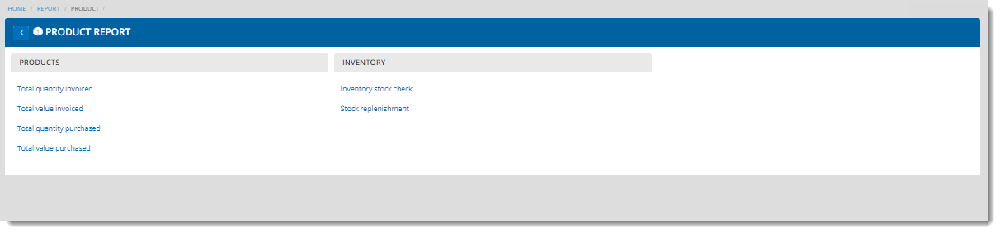 HOME / REPORT / PRODUCT /
‹ PRODUCT REPORT
PRODUCTS
Total quantity invoiced
Total value invoiced
Total quantity purchased
Total value purchased
INVENTORY
Inventory stock check
Stock replenishment